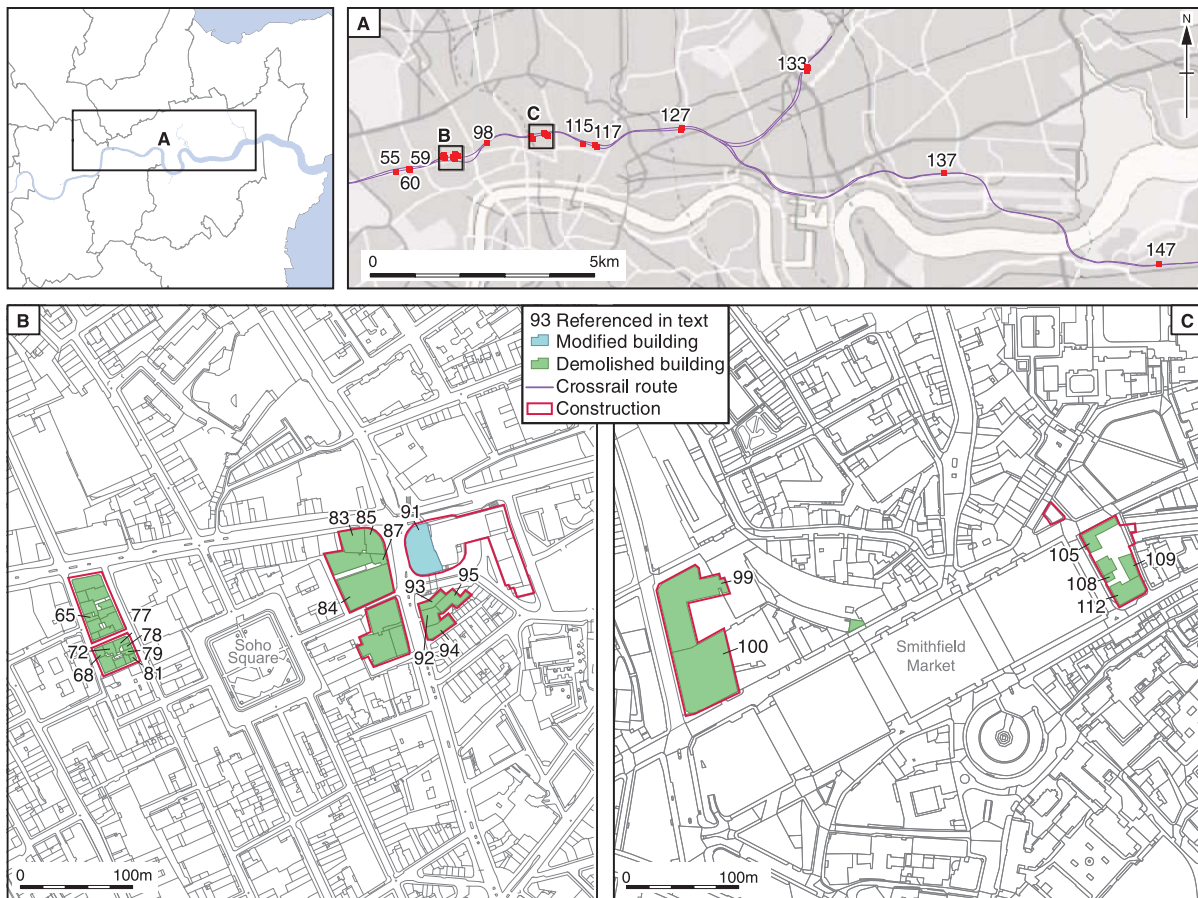 A
A
N
133
B
98
C
115
117
127
55
59
60
137
147
0
5km
B
93 Referenced in text
Modified building
Demolished building
Crossrail route
Construction
C
83
85
87
91
84
93
95
92
94
65
77
78
72
79
68
81
Soho
Square
0
100m
99
100
105
109
108
112
Smithfield
Market
0
100m